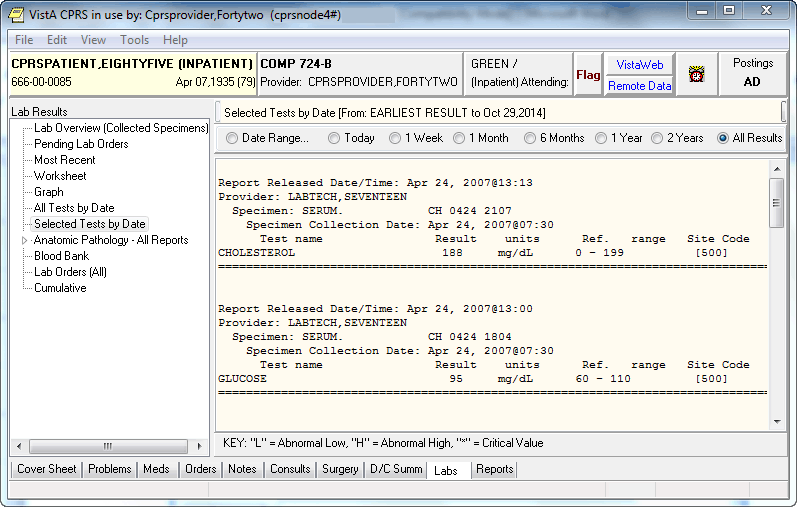 VistA CPRS in use by: Cprsprovider,Fortytwo (cprsnode4#)
File Edit View Tools Help
CPRSPATIENT,EIGHTYFIVE (INPATIENT) COMP 724-B GREEN / Flag VistaWeb Postings
666-00-0085 Apr 07,1935 (79) Provider: CPRSPROVIDER,FORTYTWO (Inpatient) Attending: Remote Data AD
Lab Results
Lab Overview (Collected Specimens)
Pending Lab Orders
Most Recent
Worksheet
Graph
All Tests by Date
Selected Tests by Date
Anatomic Pathology - All Reports
Blood Bank
Lab Orders (All)
Cumulative
Selected Tests by Date [From: EARLIEST RESULT to Oct 29,2014]
Date Range... Today 1 Week 1 Month 6 Months 1 Year 2 Years All Results
Report Released Date/Time: Apr 24, 2007@13:13
Provider: LABTECH,SEVENTEEN
Specimen: SERUM. CH 0424 2107
Specimen Collection Date: Apr 24, 2007@07:30
Test name Result units Ref. range Site Code
CHOLESTEROL 188 mg/dL 0 - 199 [500]
Report Released Date/Time: Apr 24, 2007@13:00
Provider: LABTECH,SEVENTEEN
Specimen: SERUM. CH 0424 1804
Specimen Collection Date: Apr 24, 2007@07:30
Test name Result units Ref. range Site Code
GLUCOSE 95 mg/dL 60 - 110 [500]
KEY: "L" = Abnormal Low, "H" = Abnormal High, "*" = Critical Value
Cover Sheet Problems Meds Orders Notes Consults Surgery D/C Summ Labs Reports